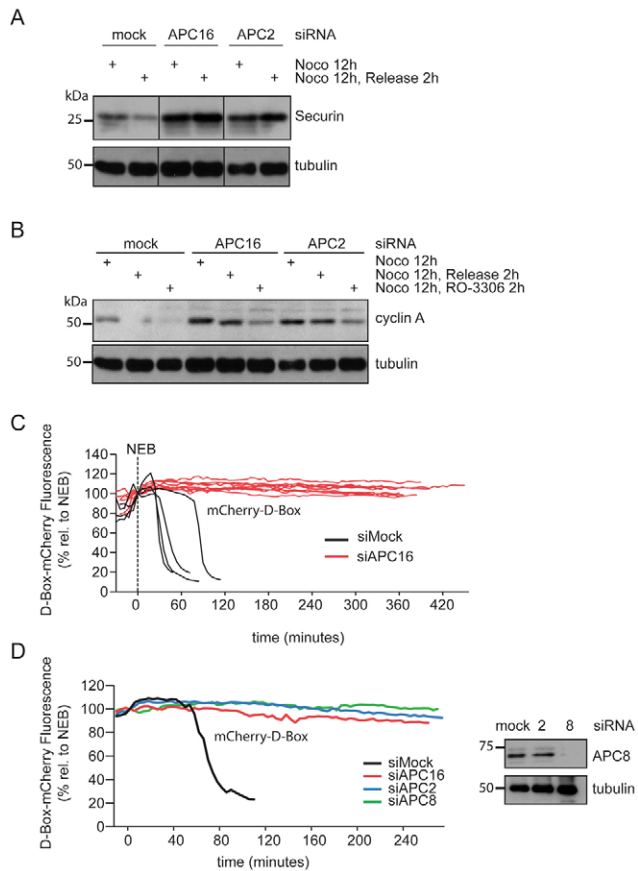 A
mock APC16 APC2 siRNA
+ + + Noco 12h
+ + + Noco 12h, Release 2h
kDa
25 Securin
50 tubulin
B
mock APC16 APC2 siRNA
+ + + Noco 12h
+ + + Noco 12h, Release 2h
+ + + Noco 12h, RO-3306 2h
kDa
50 cyclin A
50 tubulin
C
D-Box-mCherry Fluorescence
(% rel. to NEB)
140
120
100
80
60
40
20
0
NEB
mCherry-D-Box
siMock
siAPC16
0 60 120 180 240 300 360 420
time (minutes)
D
D-Box-mCherry Fluorescence
(% rel. to NEB)
120
100
80
60
40
20
0
mCherry-D-Box
siMock
siAPC16
siAPC2
siAPC8
0 40 80 120 160 200 240
time (minutes)
mock 2 8 siRNA
75
APC8
50 tubulin